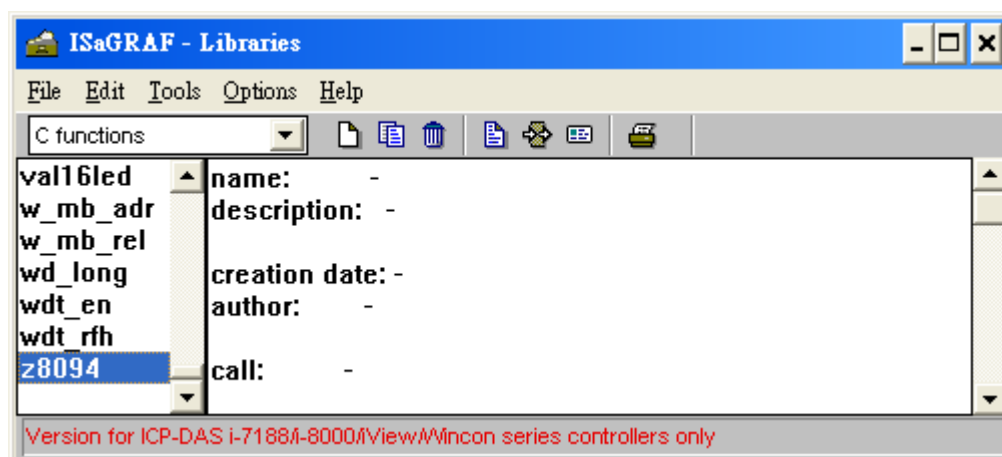 ISaGRAF - Libraries
File Edit Tools Options Help
C functions
val16led
w_mb_adr
w_mb_rel
wd_long
wdt_en
wdt_rfh
z8094
name: -
description: -
creation date: -
author: -
call: -
Version for ICP-DAS i-7188/i-8000/iView/Wincon series controllers only